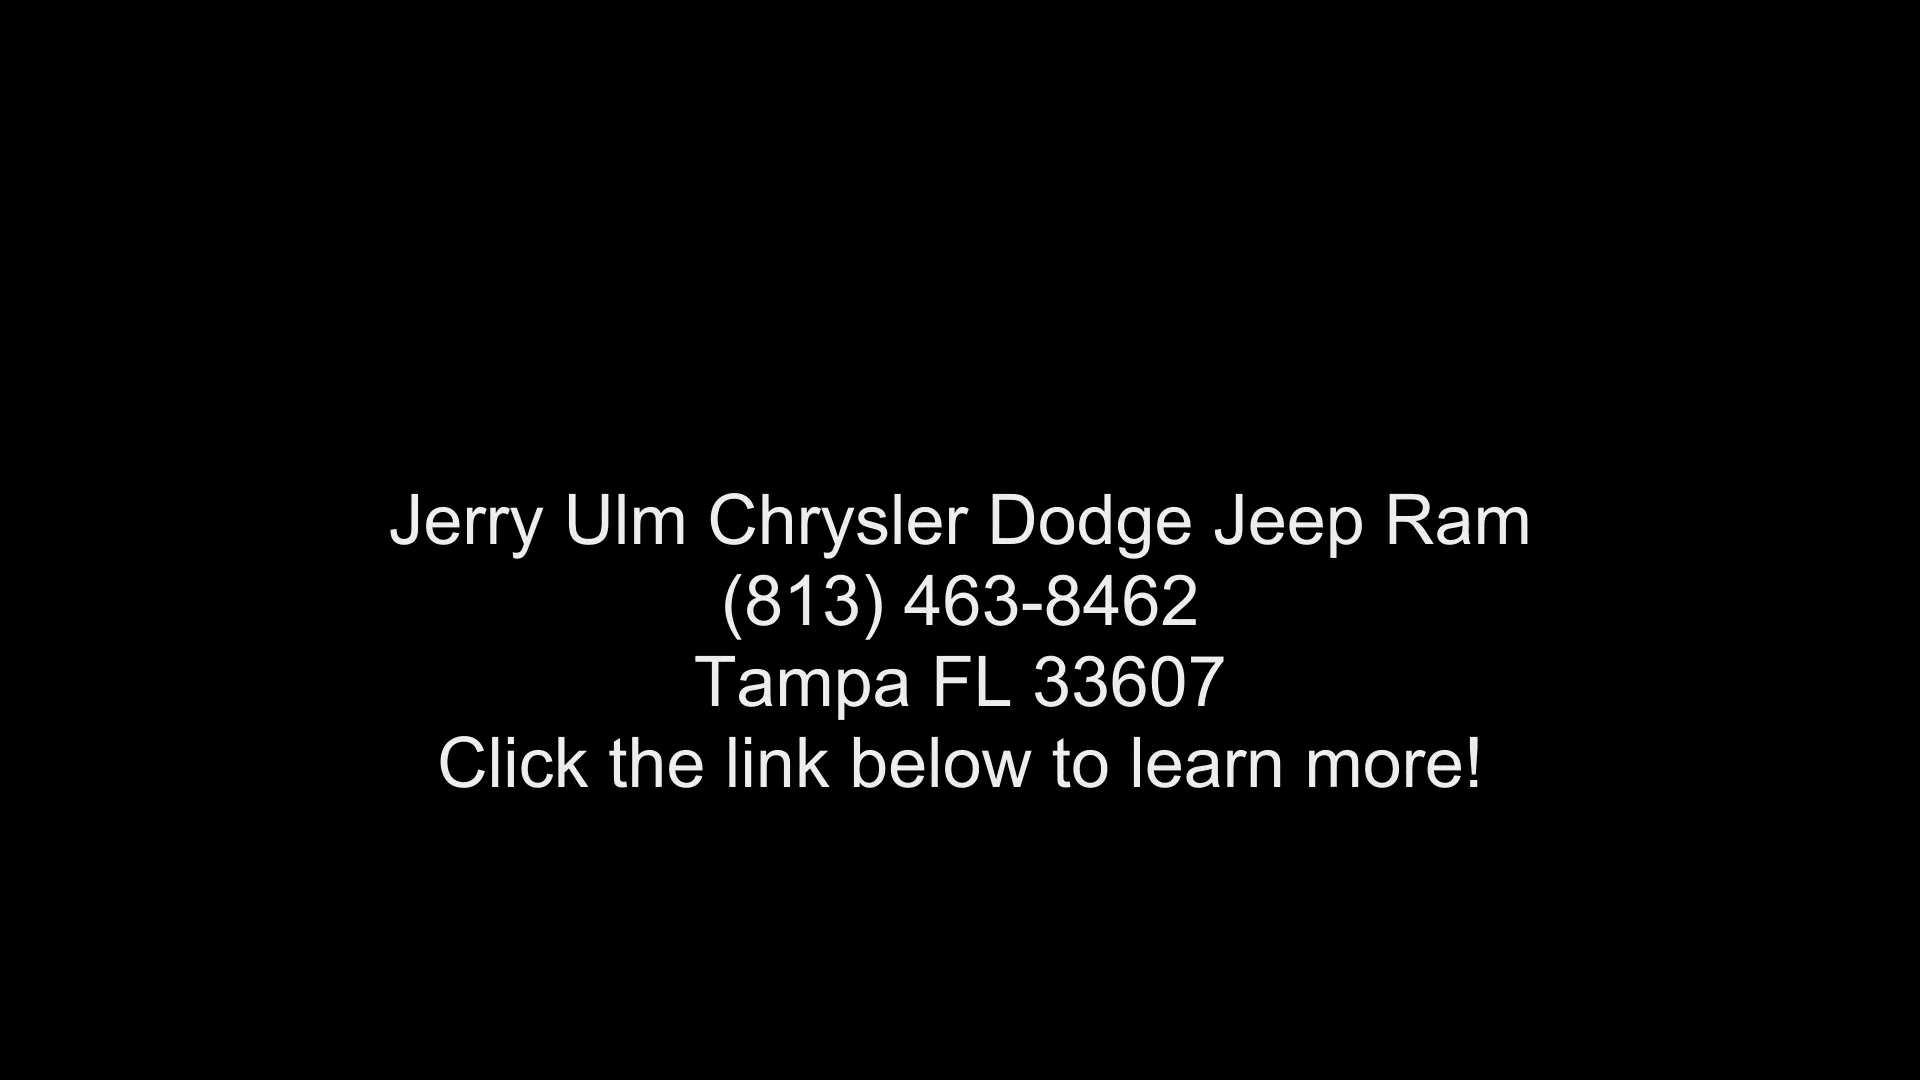 Jerry Ulm Chrysler Dodge Jeep Ram
(813) 463-8462
Tampa FL 33607
Click the link below to learn more!